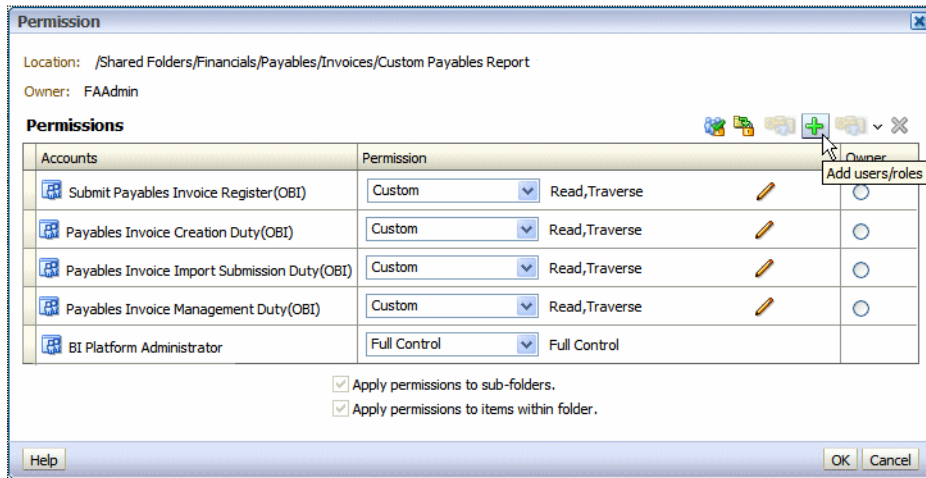 Permission
Location: /Shared Folders/Financials/Payables/Invoices/Custom Payables Report
Owner: FAAdmin
Permissions
Accounts Permission Owner
Add users/roles
Submit Payables Invoice Register(OBI) Custom Read,Traverse
Payables Invoice Creation Duty(OBI) Custom Read,Traverse
Payables Invoice Import Submission Duty(OBI) Custom Read,Traverse
Payables Invoice Management Duty(OBI) Custom Read,Traverse
BI Platform Administrator Full Control Full Control
Apply permissions to sub-folders.
Apply permissions to items within folder.
Help OK Cancel